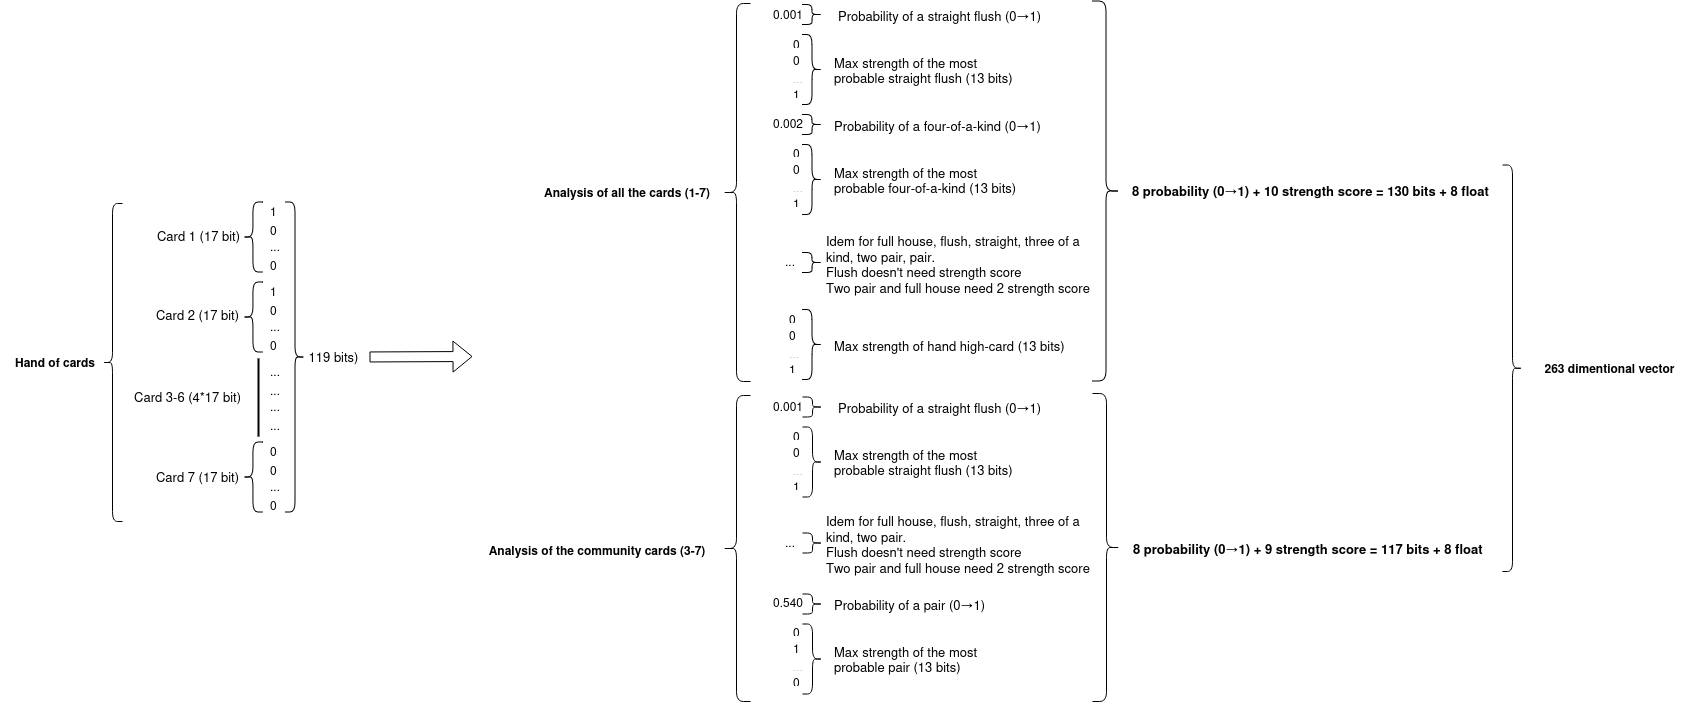 Hand of cards
Card 1 (17 bit)
1
0
...
0
Card 2 (17 bit)
1
0
...
0
Card 3-6 (4*17 bit)
...
...
...
...
Card 7 (17 bit)
0
0
...
0
119 bits)
Analysis of all the cards (1-7)
0.001
Probability of a straight flush (0→1)
0
0
...
1
Max strength of the most
probable straight flush (13 bits)
0.002
Probability of a four-of-a-kind (0→1)
0
0
...
1
Max strength of the most
probable four-of-a-kind (13 bits)
...
Idem for full house, flush, straight, three of a
kind, two pair, pair.
Flush doesn't need strength score
Two pair and full house need 2 strength score
0
0
...
1
Max strength of hand high-card (13 bits)
8 probability (0→1) + 10 strength score = 130 bits + 8 float
Analysis of the community cards (3-7)
0.001
Probability of a straight flush (0→1)
0
0
...
1
Max strength of the most
probable straight flush (13 bits)
...
Idem for full house, flush, straight, three of a
kind, two pair.
Flush doesn't need strength score
Two pair and full house need 2 strength score
0.540
Probability of a pair (0→1)
0
1
...
0
Max strength of the most
probable pair (13 bits)
8 probability (0→1) + 9 strength score = 117 bits + 8 float
263 dimentional vector